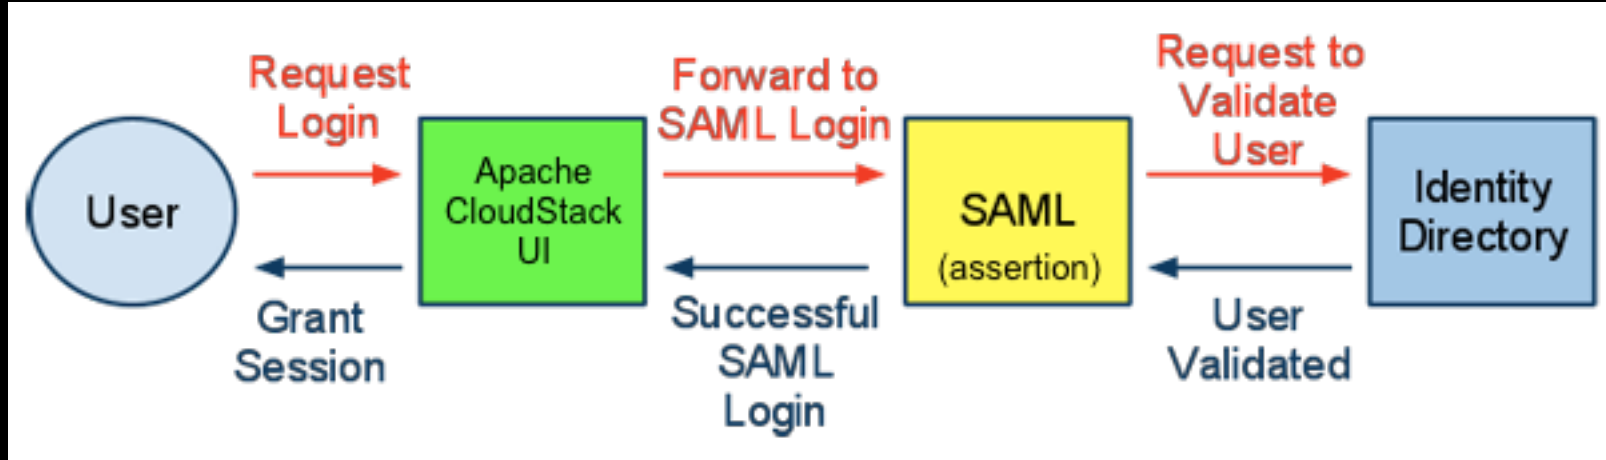 Request
Login
Forward to
SAML Login
Request to
Validate
User
User
Apache
CloudStack
UI
SAML
(assertion)
Identity
Directory
Grant
Session
Successful
SAML
Login
User
Validated